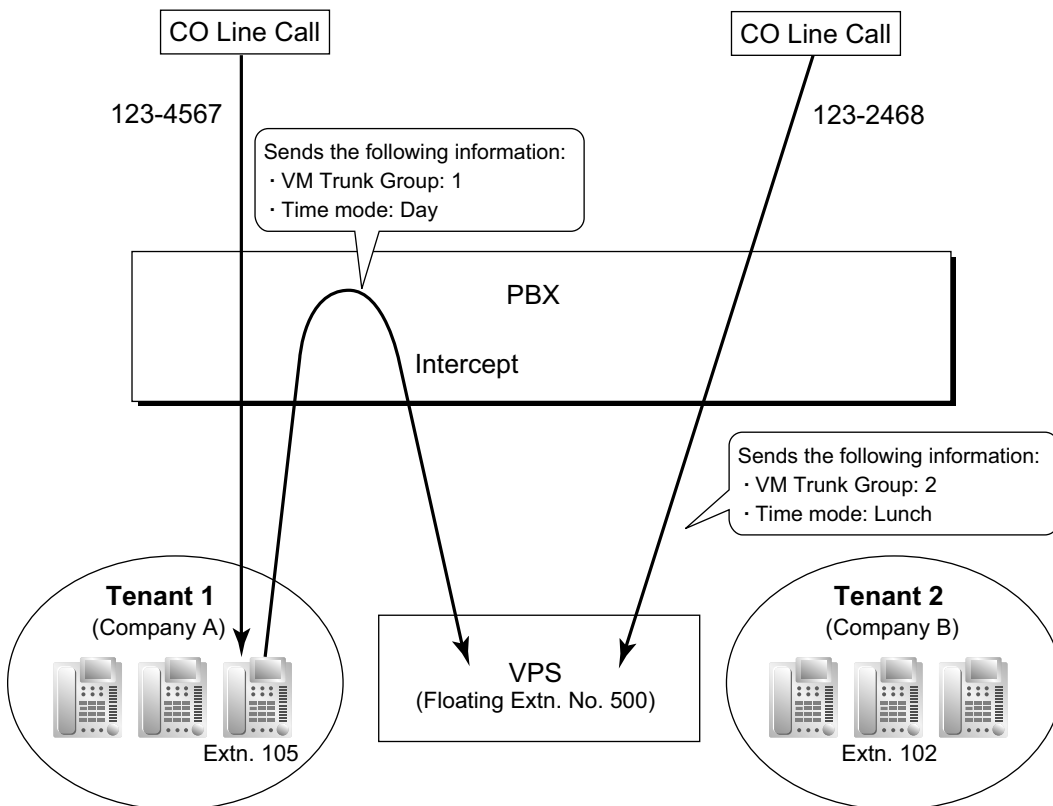 CO Line Call
CO Line Call
123-4567
123-2468
Sends the following information:
・VM Trunk Group: 1
・Time mode: Day
PBX
Intercept
Sends the following information:
・VM Trunk Group: 2
・Time mode: Lunch
Tenant 1
(Company A)
Extn. 105
VPS
(Floating Extn. No. 500)
Tenant 2
(Company B)
Extn. 102